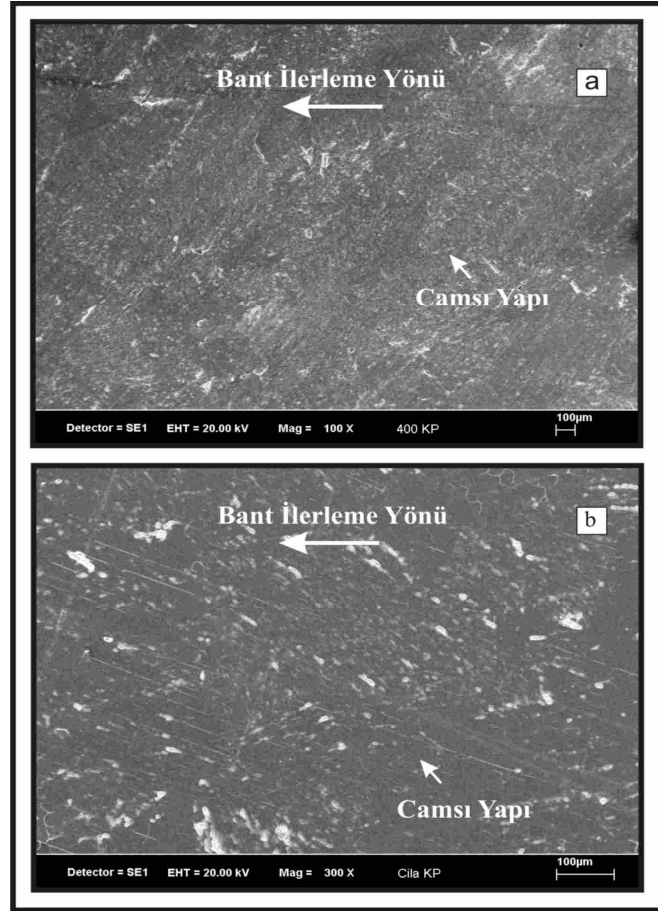 a
Bant İlerleme Yönü
Camsı Yapı
100µm
Detector = SE1 EHT = 20.00 kV Mag = 100 X 400 KP
b
Bant İlerleme Yönü
Camsı Yapı
100µm
Detector = SE1 EHT = 20.00 kV Mag = 300 X Cila KP